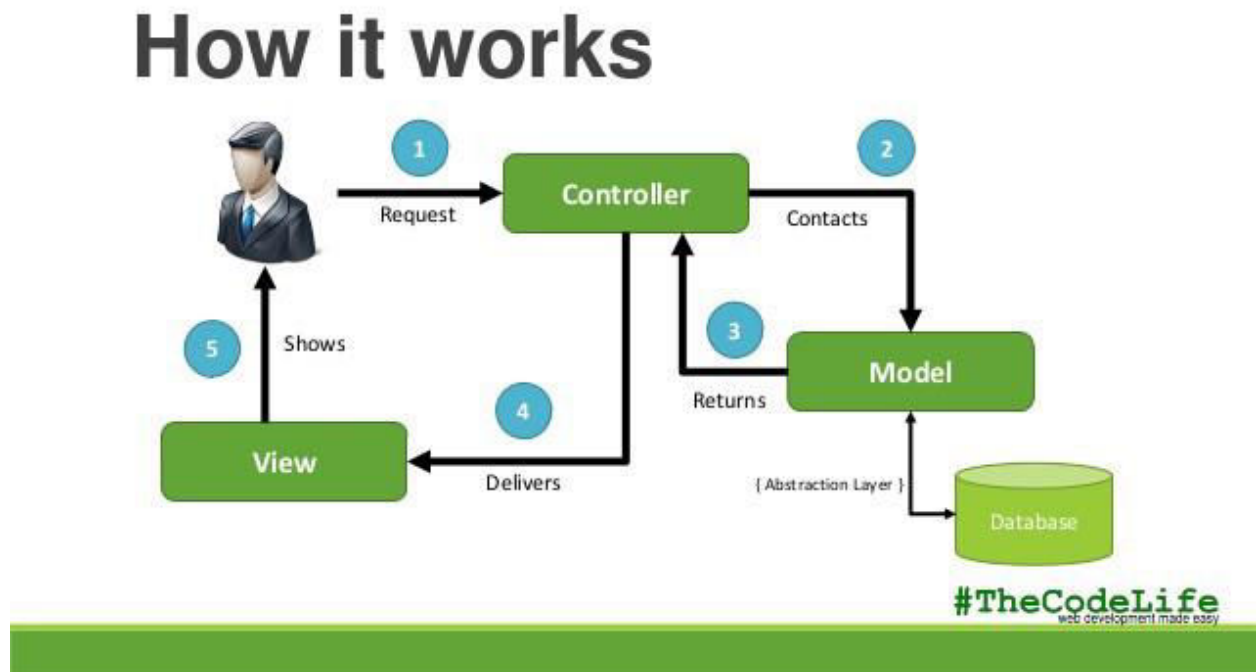 How it works
1
Request
Controller
2
Contacts
3
Returns
Model
4
Delivers
5
Shows
View
{ Abstraction Layer }
Database
#TheCodeLife
web development made easy